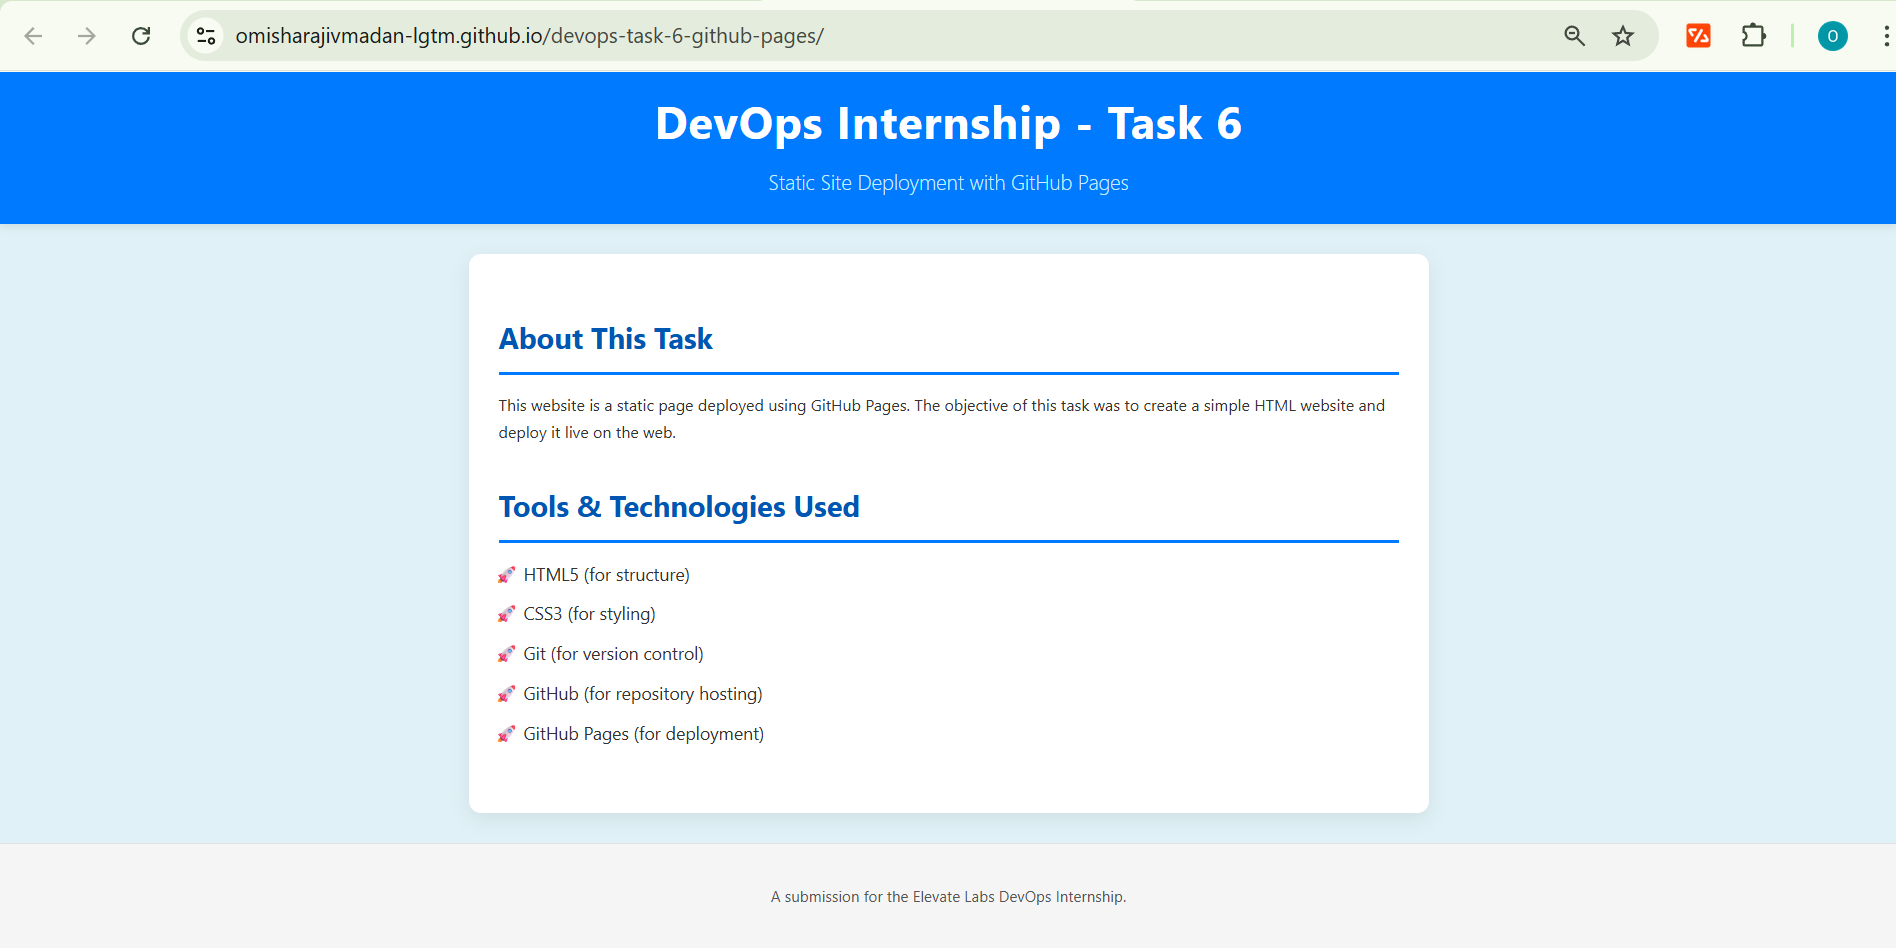 omisharajivmadan-lgtm.github.io/devops-task-6-github-pages/
O
DevOps Internship - Task 6
Static Site Deployment with GitHub Pages
About This Task
This website is a static page deployed using GitHub Pages. The objective of this task was to create a simple HTML website and
deploy it live on the web.
Tools & Technologies Used
🚀 HTML5 (for structure)
🚀 CSS3 (for styling)
🚀 Git (for version control)
🚀 GitHub (for repository hosting)
🚀 GitHub Pages (for deployment)
A submission for the Elevate Labs DevOps Internship.